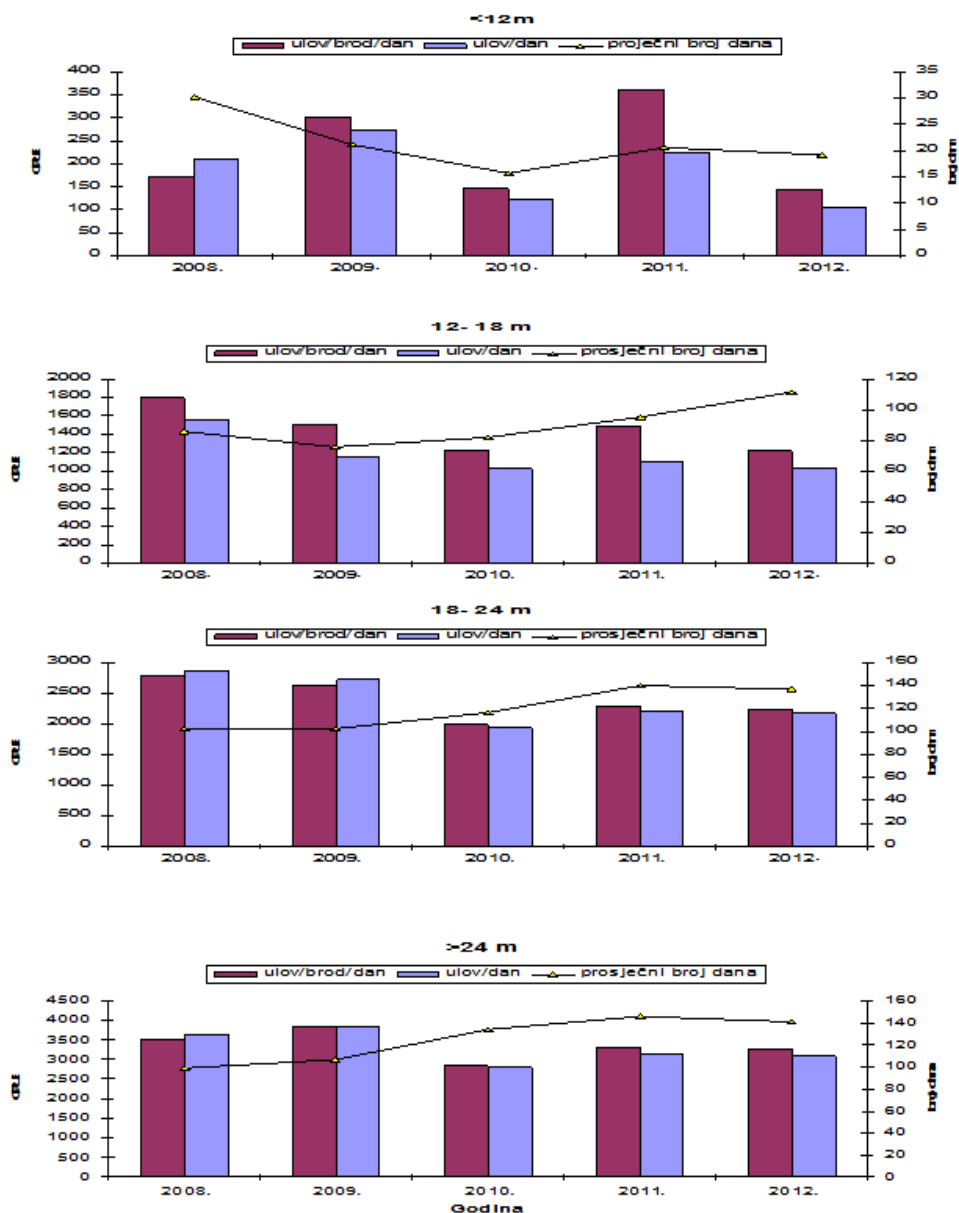 <12m
ulov/brod/dan ulov/dan proječni broj dana
400 350 300 250 200 150 100 50 0
35 30 25 20 15 10 5 0
2008. 2009. 2010. 2011. 2012.
12- 18 m
ulov/brod/dan ulov/dan prosječni broj dana
2000 1800 1600 1400 1200 1000 800 600 400 200 0
120 100 80 60 40 20 0
2008. 2009. 2010. 2011. 2012.
18- 24 m
ulov/brod/dan ulov/dan prosječni broj dana
3000 2500 2000 1500 1000 500 0
160 140 120 100 80 60 40 20 0
2008. 2009. 2010. 2011. 2012.
>24 m
ulov/brod/dan ulov/dan prosječni broj dana
4500 4000 3500 3000 2500 2000 1500 1000 500 0
160 140 120 100 80 60 40 20 0
2008. 2009. 2010. 2011. 2012.
Godina